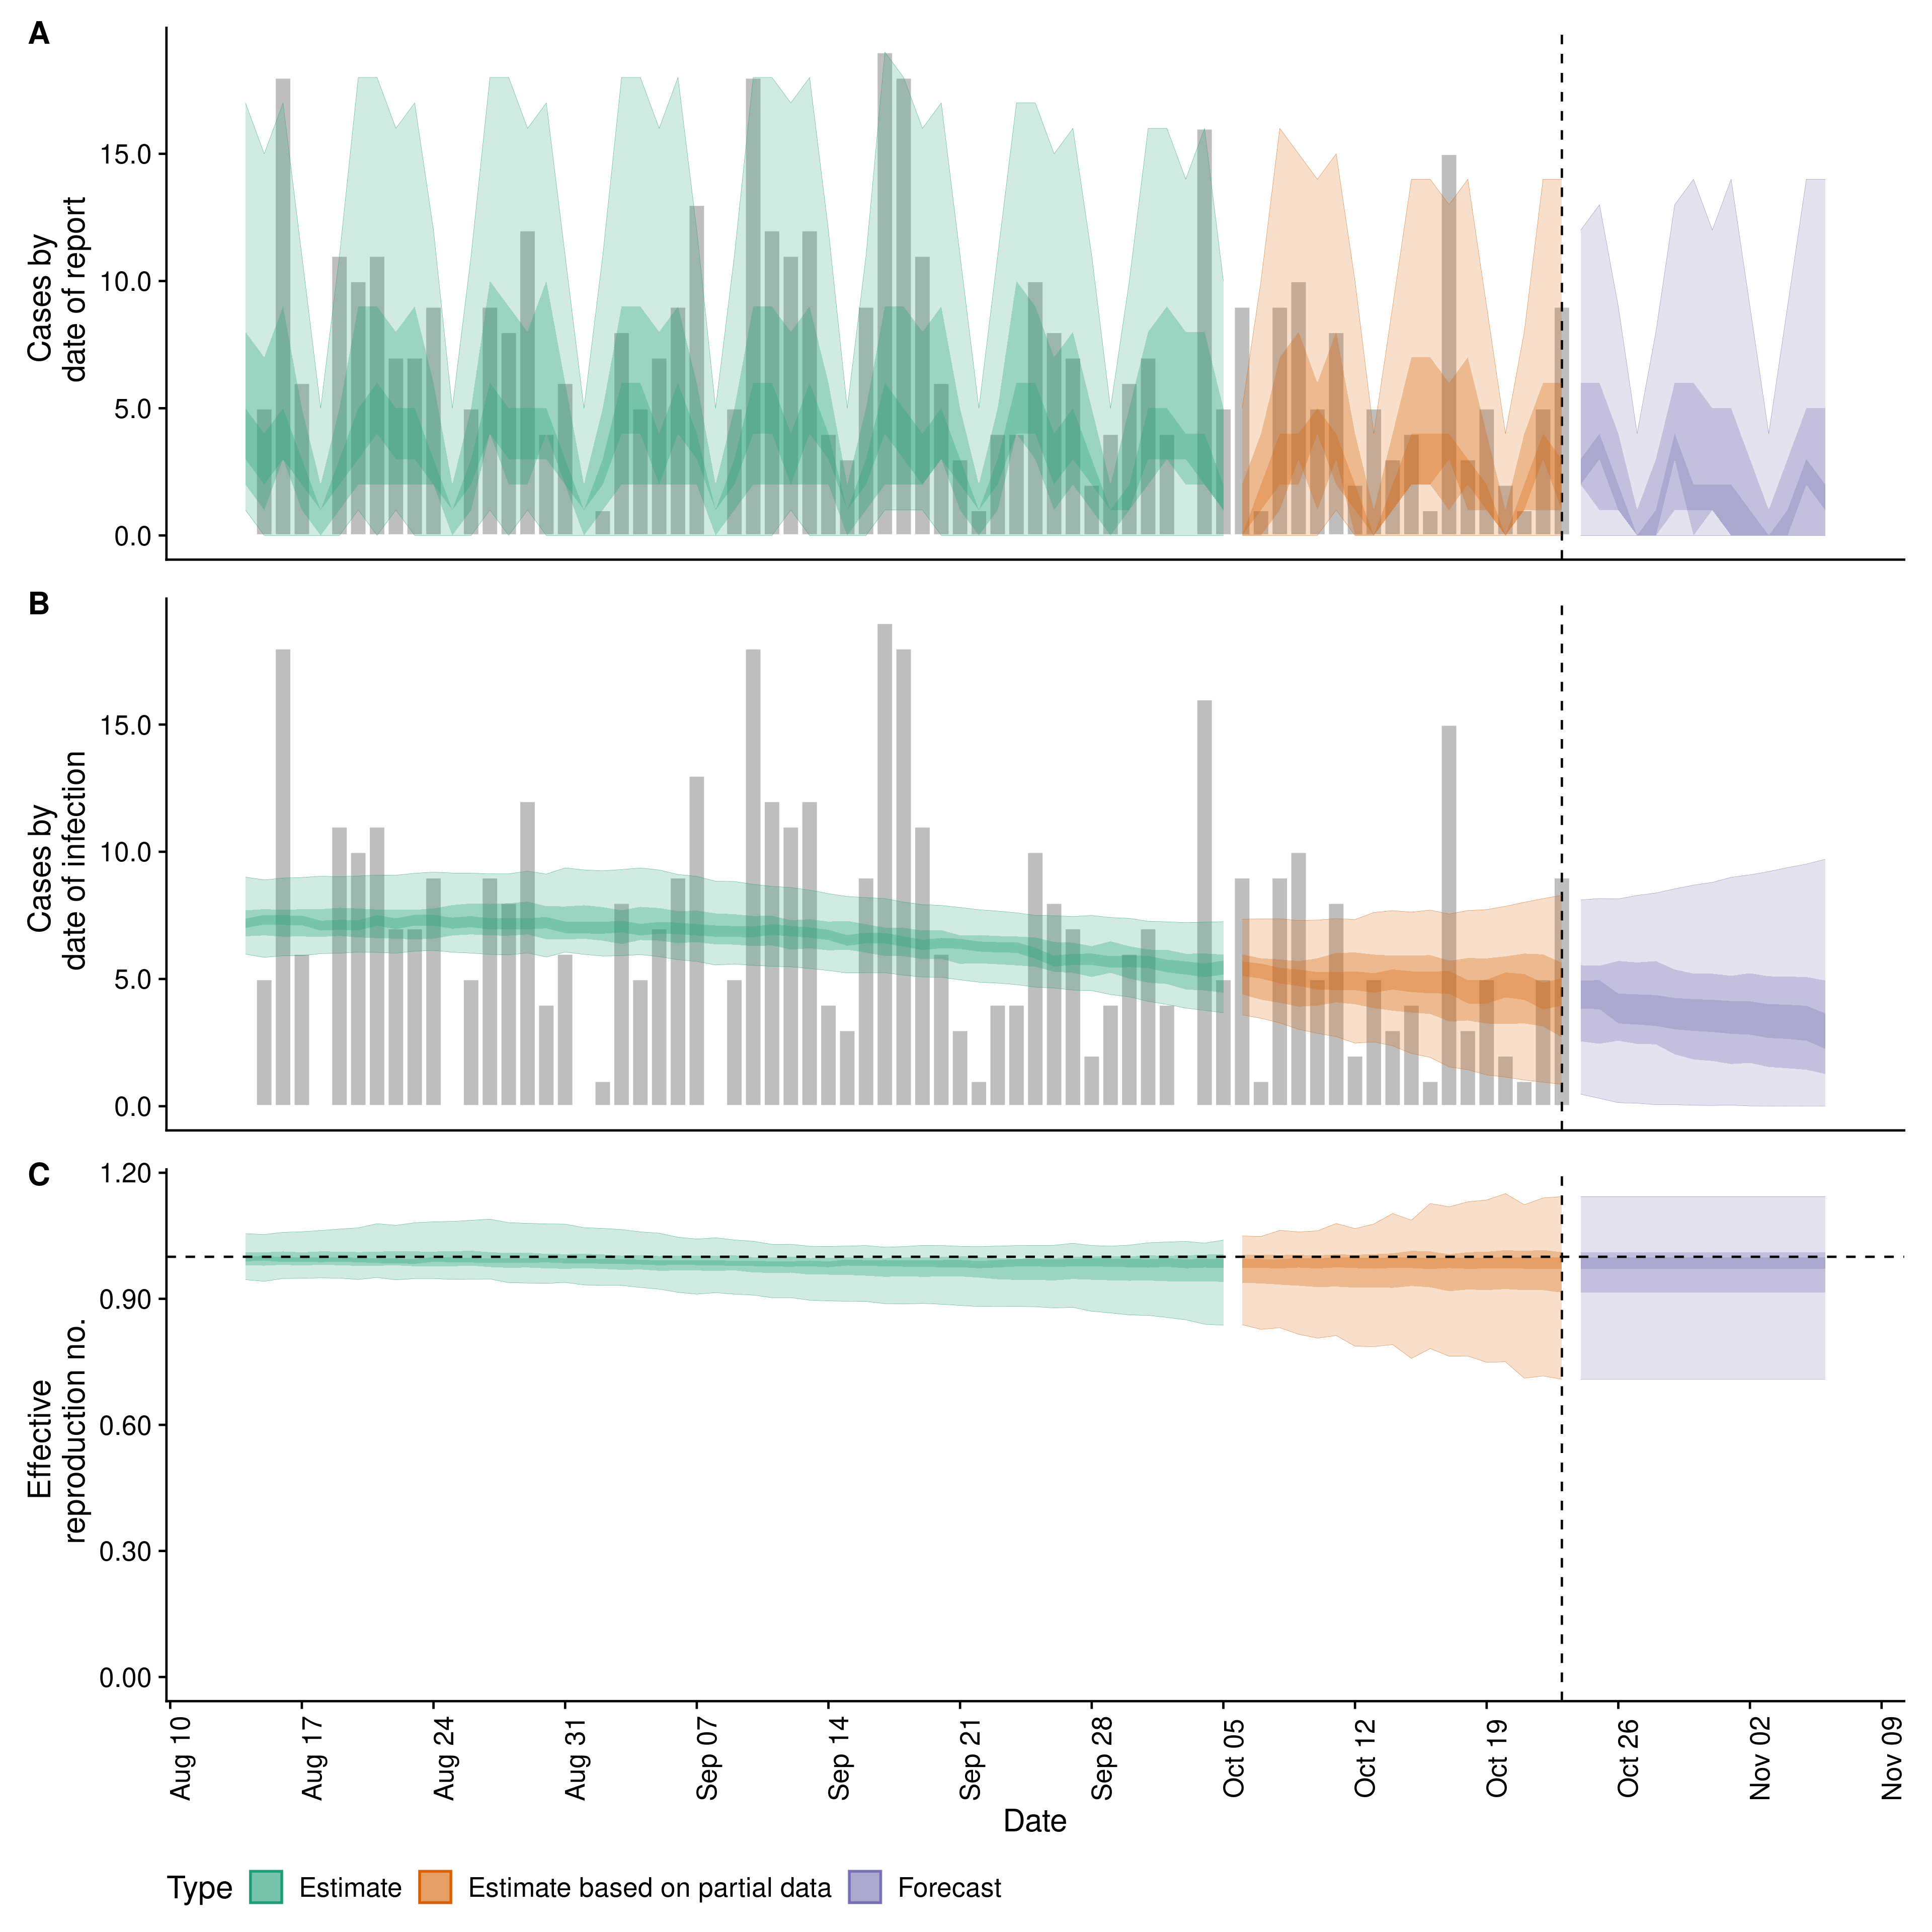 A
Cases by
date of report
15.0
10.0
5.0
0.0
B
Cases by
date of infection
15.0
10.0
5.0
0.0
C
Effective
reproduction no.
1.20
0.90
0.60
0.30
0.00
Aug 10
Aug 17
Aug 24
Aug 31
Sep 07
Sep 14
Sep 21
Sep 28
Oct 05
Oct 12
Oct 19
Oct 26
Nov 02
Nov 09
Date
Type Estimate Estimate based on partial data Forecast